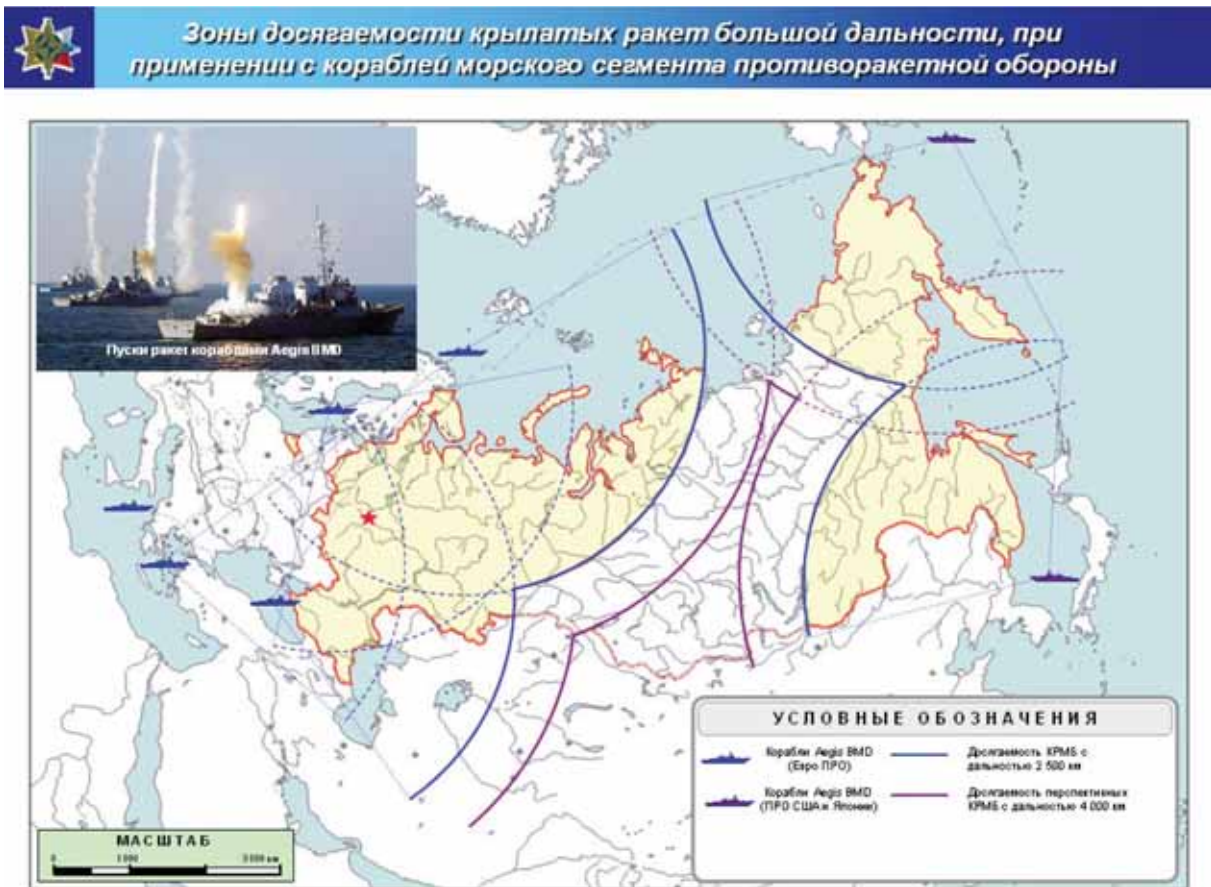 Зоны досягаемости крылатых ракет большой дальности, при
применении с кораблей морского сегмента противоракетной обороны
Пуски ракет кораблями Aegis BMD
УСЛОВНЫЕ ОБОЗНАЧЕНИЯ
Корабли Aegis BMD
(Евро ПРО)
Досягаемость КРМБ с
дальностью 2 500 км
Корабли Aegis BMD
(ПРО США и Японии)
Досягаемость перспективных
КРМБ с дальностью 4 000 км
МАСШТАБ
0
км